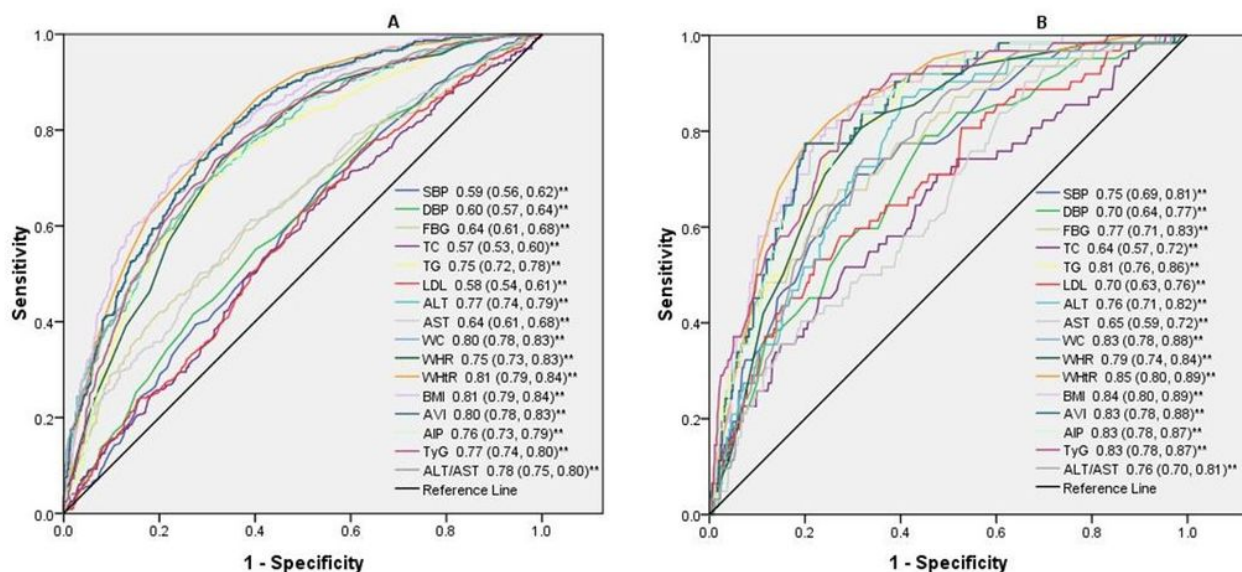 A
Sensitivity
1.0
0.8
0.6
0.4
0.2
0.0
SBP 0.59 (0.56, 0.62)**
DBP 0.60 (0.57, 0.64)**
FBG 0.64 (0.61, 0.68)**
TC 0.57 (0.53, 0.60)**
TG 0.75 (0.72, 0.78)**
LDL 0.58 (0.54, 0.61)**
ALT 0.77 (0.74, 0.79)**
AST 0.64 (0.61, 0.68)**
WC 0.80 (0.78, 0.83)**
WHR 0.75 (0.73, 0.83)**
WHtR 0.81 (0.79, 0.84)**
BMI 0.81 (0.79, 0.84)**
AVI 0.80 (0.78, 0.83)**
AIP 0.76 (0.73, 0.79)**
TyG 0.77 (0.74, 0.80)**
ALT/AST 0.78 (0.75, 0.80)**
Reference Line
0.0 0.2 0.4 0.6 0.8 1.0
1 - Specificity
B
Sensitivity
1.0
0.8
0.6
0.4
0.2
0.0
SBP 0.75 (0.69, 0.81)**
DBP 0.70 (0.64, 0.77)**
FBG 0.77 (0.71, 0.83)**
TC 0.64 (0.57, 0.72)**
TG 0.81 (0.76, 0.86)**
LDL 0.70 (0.63, 0.76)**
ALT 0.76 (0.71, 0.82)**
AST 0.65 (0.59, 0.72)**
WC 0.83 (0.78, 0.88)**
WHR 0.79 (0.74, 0.84)**
WHtR 0.85 (0.80, 0.89)**
BMI 0.84 (0.80, 0.89)**
AVI 0.83 (0.78, 0.88)**
AIP 0.83 (0.78, 0.87)**
TyG 0.83 (0.78, 0.87)**
ALT/AST 0.76 (0.70, 0.81)**
Reference Line
0.0 0.2 0.4 0.6 0.8 1.0
1 - Specificity